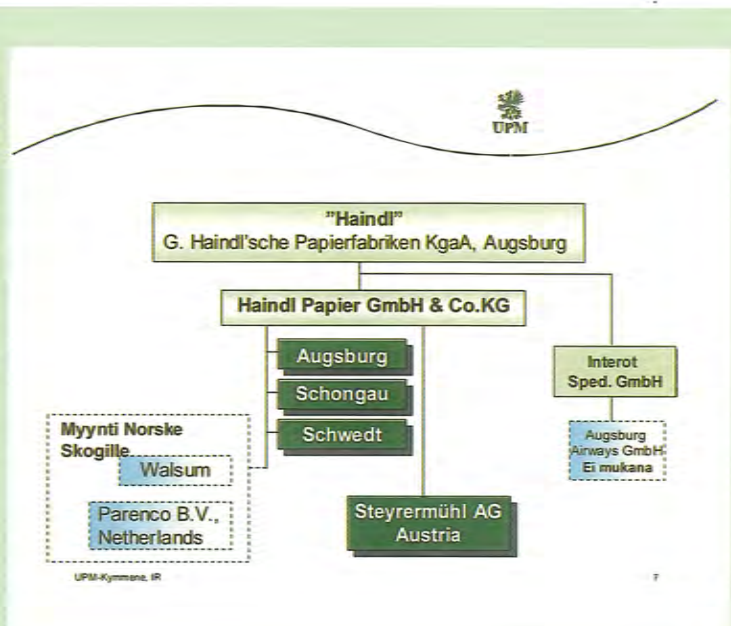 UPM
"Haindl"
G. Haindl'sche Papierfabriken KgaA, Augsburg
Haindl Papier GmbH & Co.KG
Augsburg
Schongau
Schwedt
Interot
Sped. GmbH
Augsburg
Airways GmbH
Ei mukana
Myynti Norske
Skogille
Walsum
Parenco B.V.,
Netherlands
Steyrermühl AG
Austria
UPM-Kymmene, IR
7